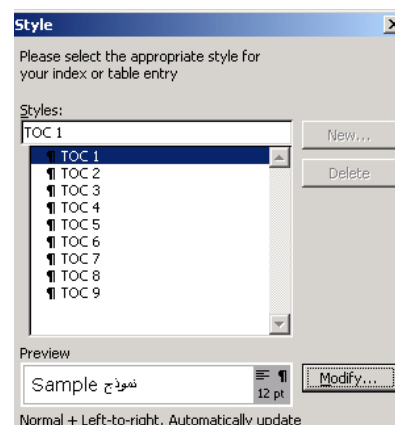 Style
Please select the appropriate style for
your index or table entry
Styles:
TOC 1
New...
¶ TOC 1
¶ TOC 2
¶ TOC 3
¶ TOC 4
¶ TOC 5
¶ TOC 6
¶ TOC 7
¶ TOC 8
¶ TOC 9
Delete
Preview
Sample نموذج
¶
12 pt
Modify...
Normal + Left-to-right, Automatically update